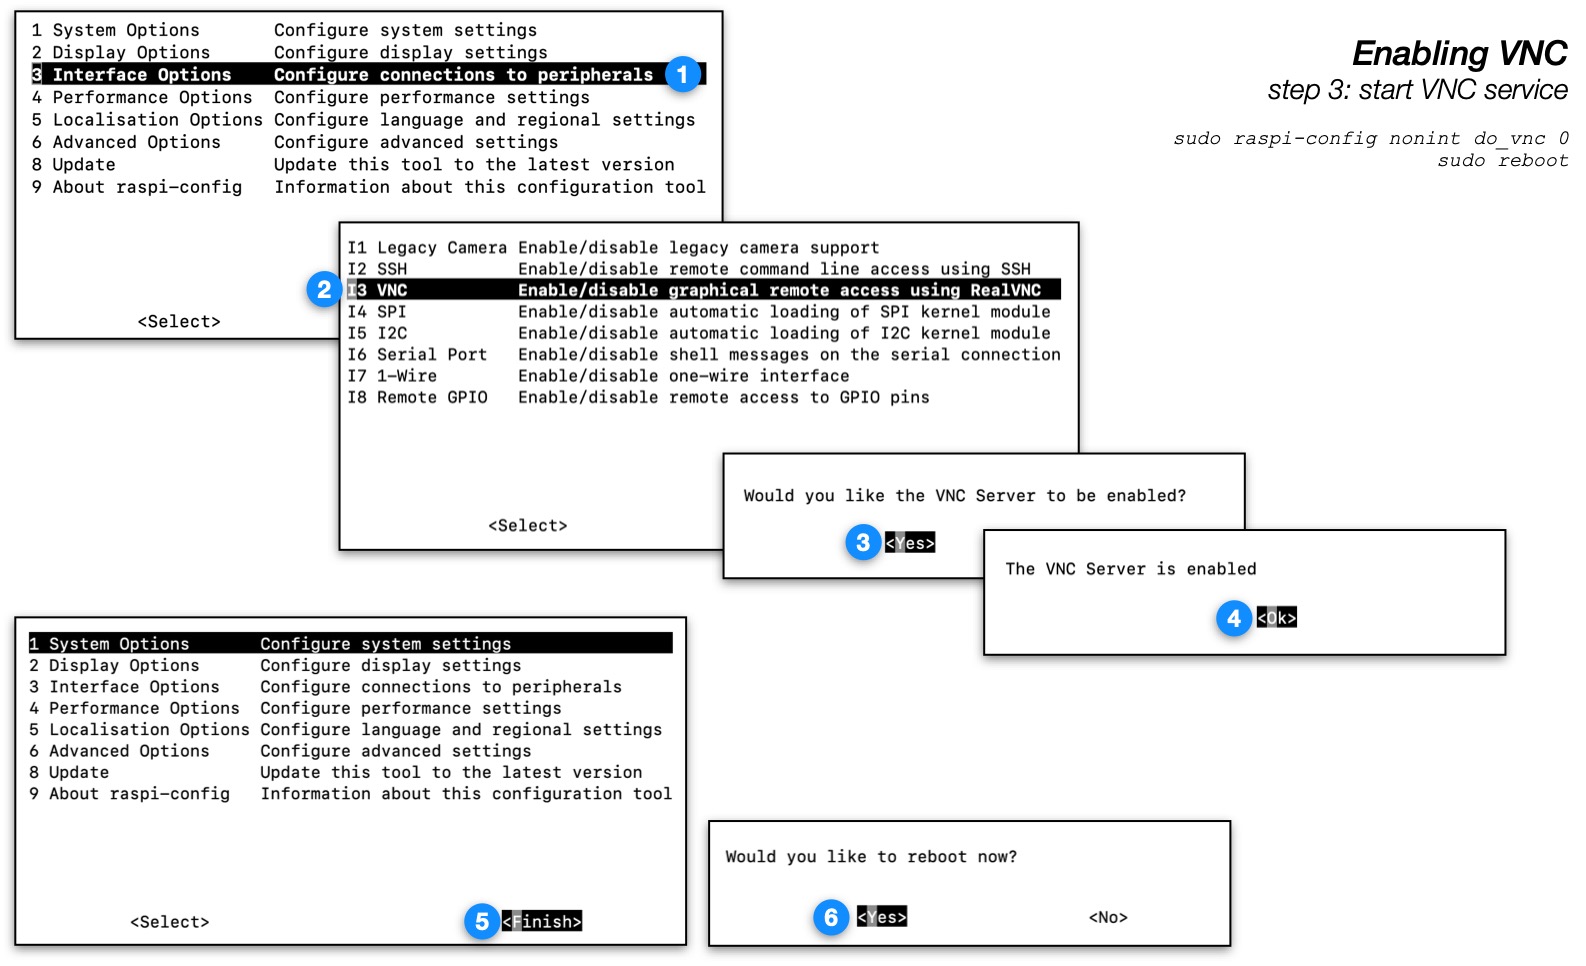 1 System Options Configure system settings
2 Display Options Configure display settings
3 Interface Options Configure connections to peripherals 1
4 Performance Options Configure performance settings
5 Localisation Options Configure language and regional settings
6 Advanced Options Configure advanced settings
8 Update Update this tool to the latest version
9 About raspi-config Information about this configuration tool
<Select>
Enabling VNC
step 3: start VNC service
sudo raspi-config nonint do_vnc 0
sudo reboot
I1 Legacy Camera Enable/disable legacy camera support
I2 SSH Enable/disable remote command line access using SSH
2 I3 VNC Enable/disable graphical remote access using RealVNC
I4 SPI Enable/disable automatic loading of SPI kernel module
I5 I2C Enable/disable automatic loading of I2C kernel module
I6 Serial Port Enable/disable shell messages on the serial connection
I7 1-Wire Enable/disable one-wire interface
I8 Remote GPIO Enable/disable remote access to GPIO pins
<Select>
Would you like the VNC Server to be enabled?
3 <Yes>
The VNC Server is enabled
4 <Ok>
1 System Options Configure system settings
2 Display Options Configure display settings
3 Interface Options Configure connections to peripherals
4 Performance Options Configure performance settings
5 Localisation Options Configure language and regional settings
6 Advanced Options Configure advanced settings
8 Update Update this tool to the latest version
9 About raspi-config Information about this configuration tool
<Select> 5 <Finish>
Would you like to reboot now?
6 <Yes> <No>